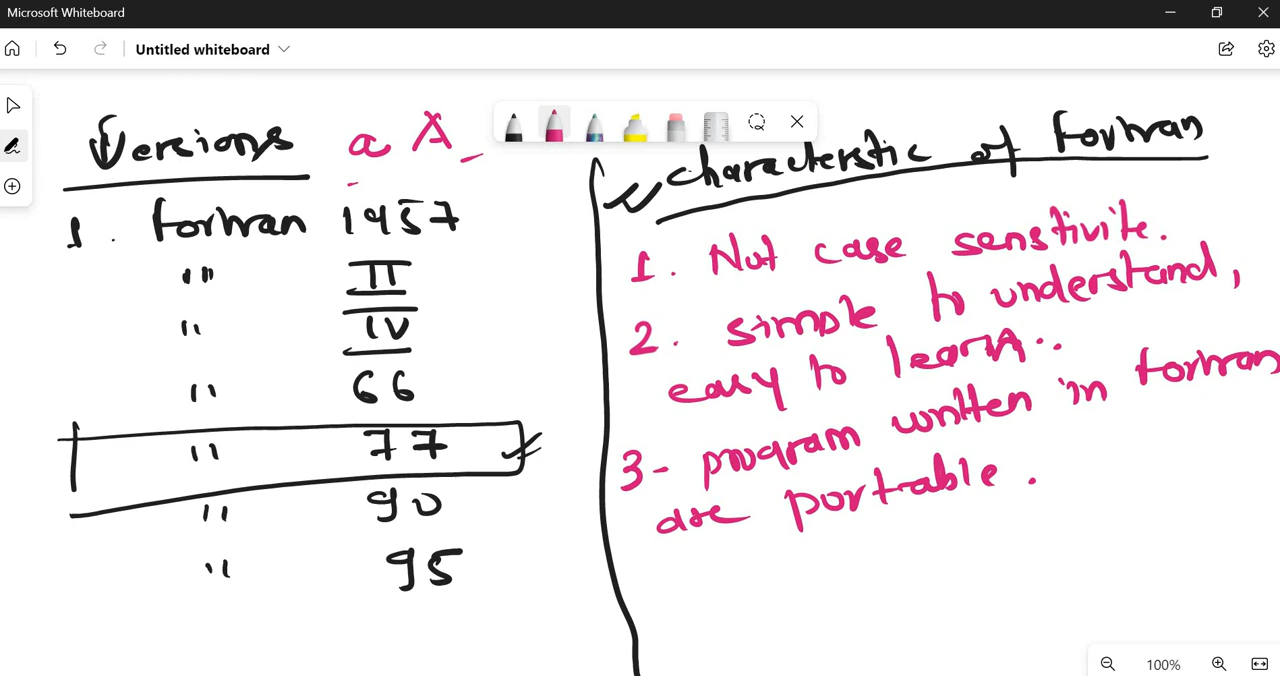 Microsoft Whiteboard
Untitled whiteboard
Versions a A
1. Fortran 1957
" II
" IV
" 66
" 77
" 90
" 95
characterstic of Fortran
1. Not case senstivite.
2. simple to understand,
easy to learn..
3- program written in fortran
are portable.
100%